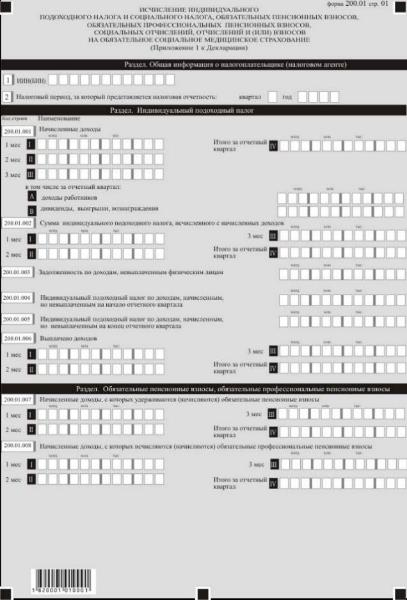 форма 200.01 стр. 01
ИСЧИСЛЕНИЕ ИНДИВИДУАЛЬНОГО
ПОДОХОДНОГО НАЛОГА И СОЦИАЛЬНОГО НАЛОГА, ОБЯЗАТЕЛЬНЫХ ПЕНСИОННЫХ ВЗНОСОВ,
ОБЯЗАТЕЛЬНЫХ ПРОФЕССИОНАЛЬНЫХ ПЕНСИОННЫХ ВЗНОСОВ,
СОЦИАЛЬНЫХ ОТЧИСЛЕНИЙ, ОТЧИСЛЕНИЙ И (ИЛИ) ВЗНОСОВ
НА ОБЯЗАТЕЛЬНОЕ СОЦИАЛЬНОЕ МЕДИЦИНСКОЕ СТРАХОВАНИЕ
(Приложение 1 к Декларации)
Раздел. Общая информация о налогоплательщике (налоговом агенте)
1 ИИН(БИН)
2 Налоговый период, за который представляется налоговая отчетность: квартал год
Раздел. Индивидуальный подоходный налог
Код строки Наименование
200.01.001 Начисленные доходы
млрд млн тыс
млрд млн тыс
1 мес I Итого за отчетный квартал IV
2 мес II
3 мес III
в том числе за отчетный квартал:
A доходы работников
B дивиденды, выигрыши, вознаграждения
200.01.002 Сумма индивидуального подоходного налога, исчисленного с начисленных доходов
1 мес I 3 мес III
2 мес II Итого за отчетный квартал IV
200.01.003 Задолженность по доходам, невыплаченным физическим лицам
200.01.004 Индивидуальный подоходный налог по доходам, начисленным,
но невыплаченным на начало отчетного квартала
200.01.005 Индивидуальный подоходный налог по доходам, начисленным,
но невыплаченным на конец отчетного квартала
200.01.006 Выплачено доходов
1 мес I 3 мес III
2 мес II Итого за отчетный квартал IV
Раздел. Обязательные пенсионные взносы, обязательные профессиональные пенсионные взносы
200.01.007 Начисленные доходы, с которых удерживаются (начисляются) обязательные пенсионные взносы
1 мес I 3 мес III
2 мес II Итого за отчетный квартал IV
200.01.008 Начисленные доходы, с которых исчисляются (начисляются) обязательные профессиональные пенсионные взносы
1 мес I 3 мес III
2 мес II Итого за отчетный квартал IV